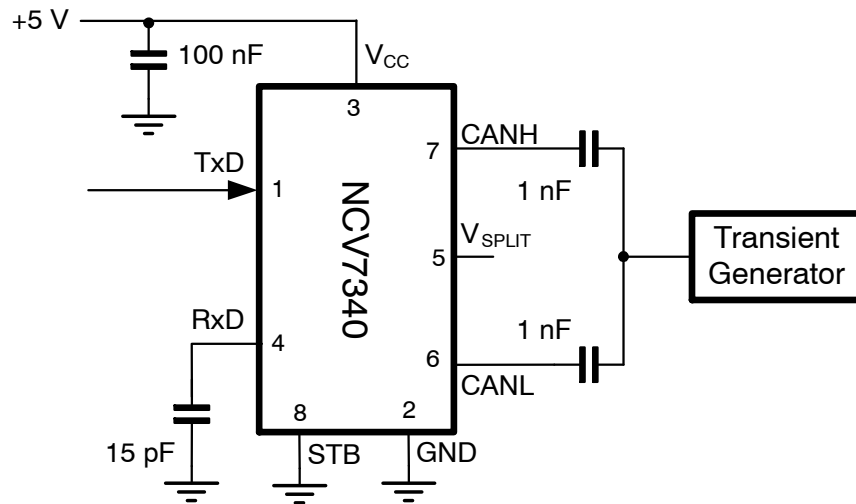 +5 V
100 nF
VCC
3
CANH
7
TxD
1
1 nF
NCV7340
VSPLIT
5
Transient
Generator
RxD
4
1 nF
6
CANL
8
2
15 pF
STB
GND